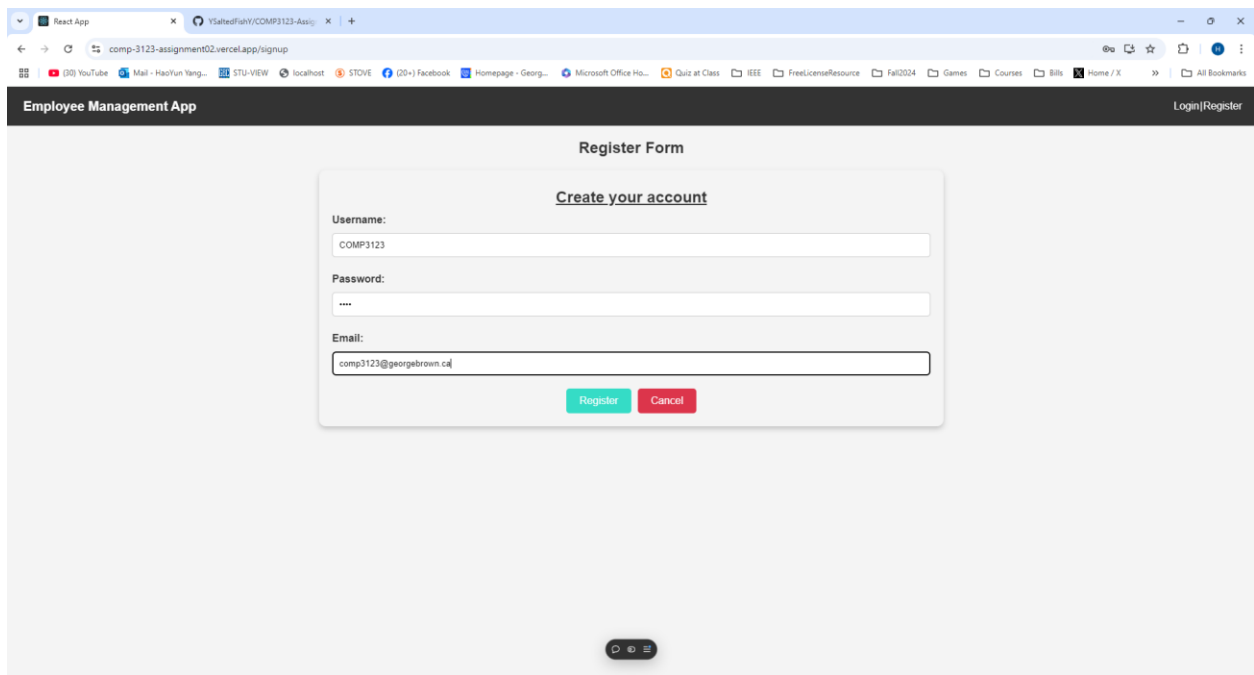 React App
YSaltedFishY/COMP3123-Assig
comp-3123-assignment02.vercel.app/signup
(30) YouTube Mail - HaoYun Yang... STU-VIEW localhost STOVE (20+) Facebook Homepage - Georg... Microsoft Office Ho... Quiz at Class IEEE FreeLicenseResource Fall2024 Games Courses Bills Home / X » All Bookmarks
Employee Management App Login|Register
Register Form
Create your account
Username:
COMP3123
Password:
••••
Email:
comp3123@georgebrown.ca
Register Cancel